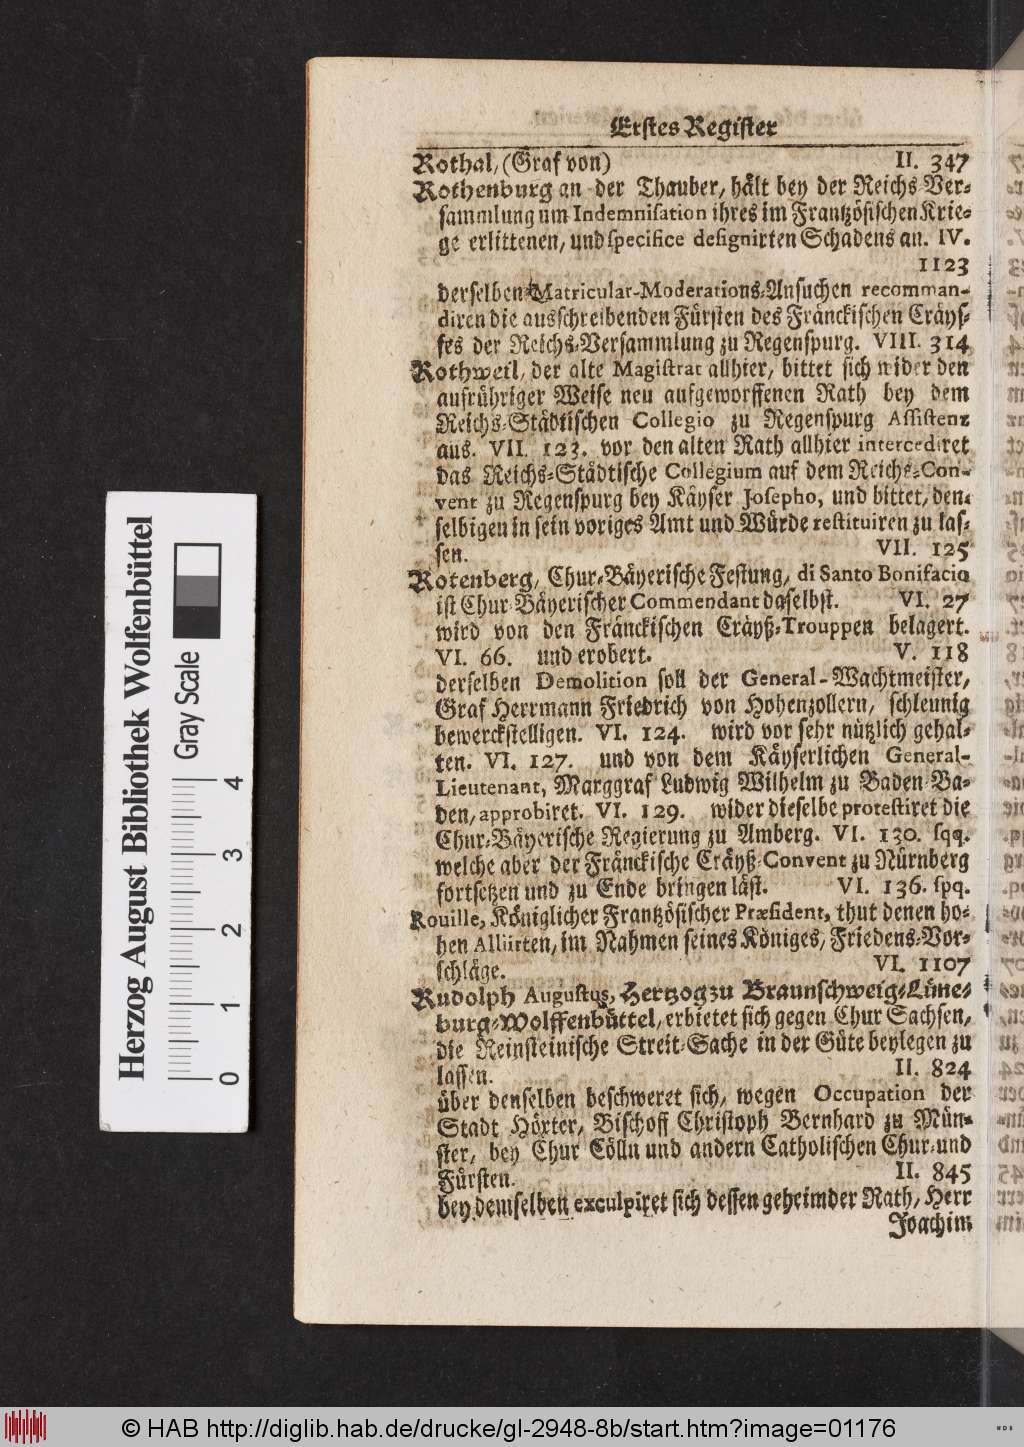 Erstes Register
Rothal, (Graf von) II. 347
Rothenburg an der Thauber, hält bey der Reichs-Ver-
sammlung um Indemnisation ihres im Frantzösischen Krie-
ge erlittenen, und specifice designirten Schadens an. IV.
1123
derselben Matricular-Moderations-Ansuchen recomman-
diren die ausschreibenden Fürsten des Fränckischen Cräys-
ses der Reichs-Versammlung zu Regenspurg. VIII. 314
Rothweil, der alte Magistrat allhier, bittet sich wider den
aufrühriger Weise neu aufgeworffenen Rath bey dem
Reichs-Städtischen Collegio zu Regenspurg Assistenz
aus. VII. 123. vor den alten Rath allhier intercediret
das Reichs-Städtische Collegium auf dem Reichs-Con-
vent zu Regenspurg bey Käyser Josepho, und bittet, den-
selbigen in sein voriges Amt und Würde restituiren zu las-
sen. VII. 125
Rotenberg, Chur-Bäyerische Festung, di Santo Bonifacio
ist Chur-Bäyerischer Commendant daselbst. VI. 27
wird von den Fränckischen Cräyß-Trouppen belagert.
VI. 66. und erobert. V. 118
derselben Demolition soll der General-Wachtmeister,
Graf Herrmann Friedrich von Hohenzollern, schleunig
bewerckstelligen. VI. 124. wird vor sehr nützlich gehal-
ten. VI. 127. und von dem Käyserlichen General-
Lieutenant, Marggraf Ludwig Wilhelm zu Baden-Ba-
den, approbiret. VI. 129. wider dieselbe protestiret die
Chur-Bäyerische Regierung zu Amberg. VI. 130. sqq.
welche aber der Fränckische Cräyß-Convent zu Nürnberg
fortsetzen und zu Ende bringen läst. VI. 136. sqq.
Rouille, Königlicher Frantzösischer Præsident, thut denen ho-
hen Alliirten, im Nahmen seines Königes, Friedens-Vor-
schläge. VI. 1107
Rudolph Augustus, Hertzog zu Braunschweig-Lüne-
burg-Wolffenbüttel, erbietet sich gegen Chur Sachsen,
die Reinsteinische Streit-Sache in der Güte beylegen zu
lassen. II. 824
über denselben beschweret sich, wegen Occupation der
Stadt Höxter, Bischoff Christoph Bernhard zu Mün-
ster, bey Chur Cölln und andern Catholischen Chur-und
Fürsten. II. 845
bey demselben exculpiret sich dessen geheimder Rath, Herr
Joachim
Herzog August Bibliothek Wolfenbüttel
Gray Scale
0 1 2 3 4
© HAB http://diglib.hab.de/drucke/gl-2948-8b/start.htm?image=01176